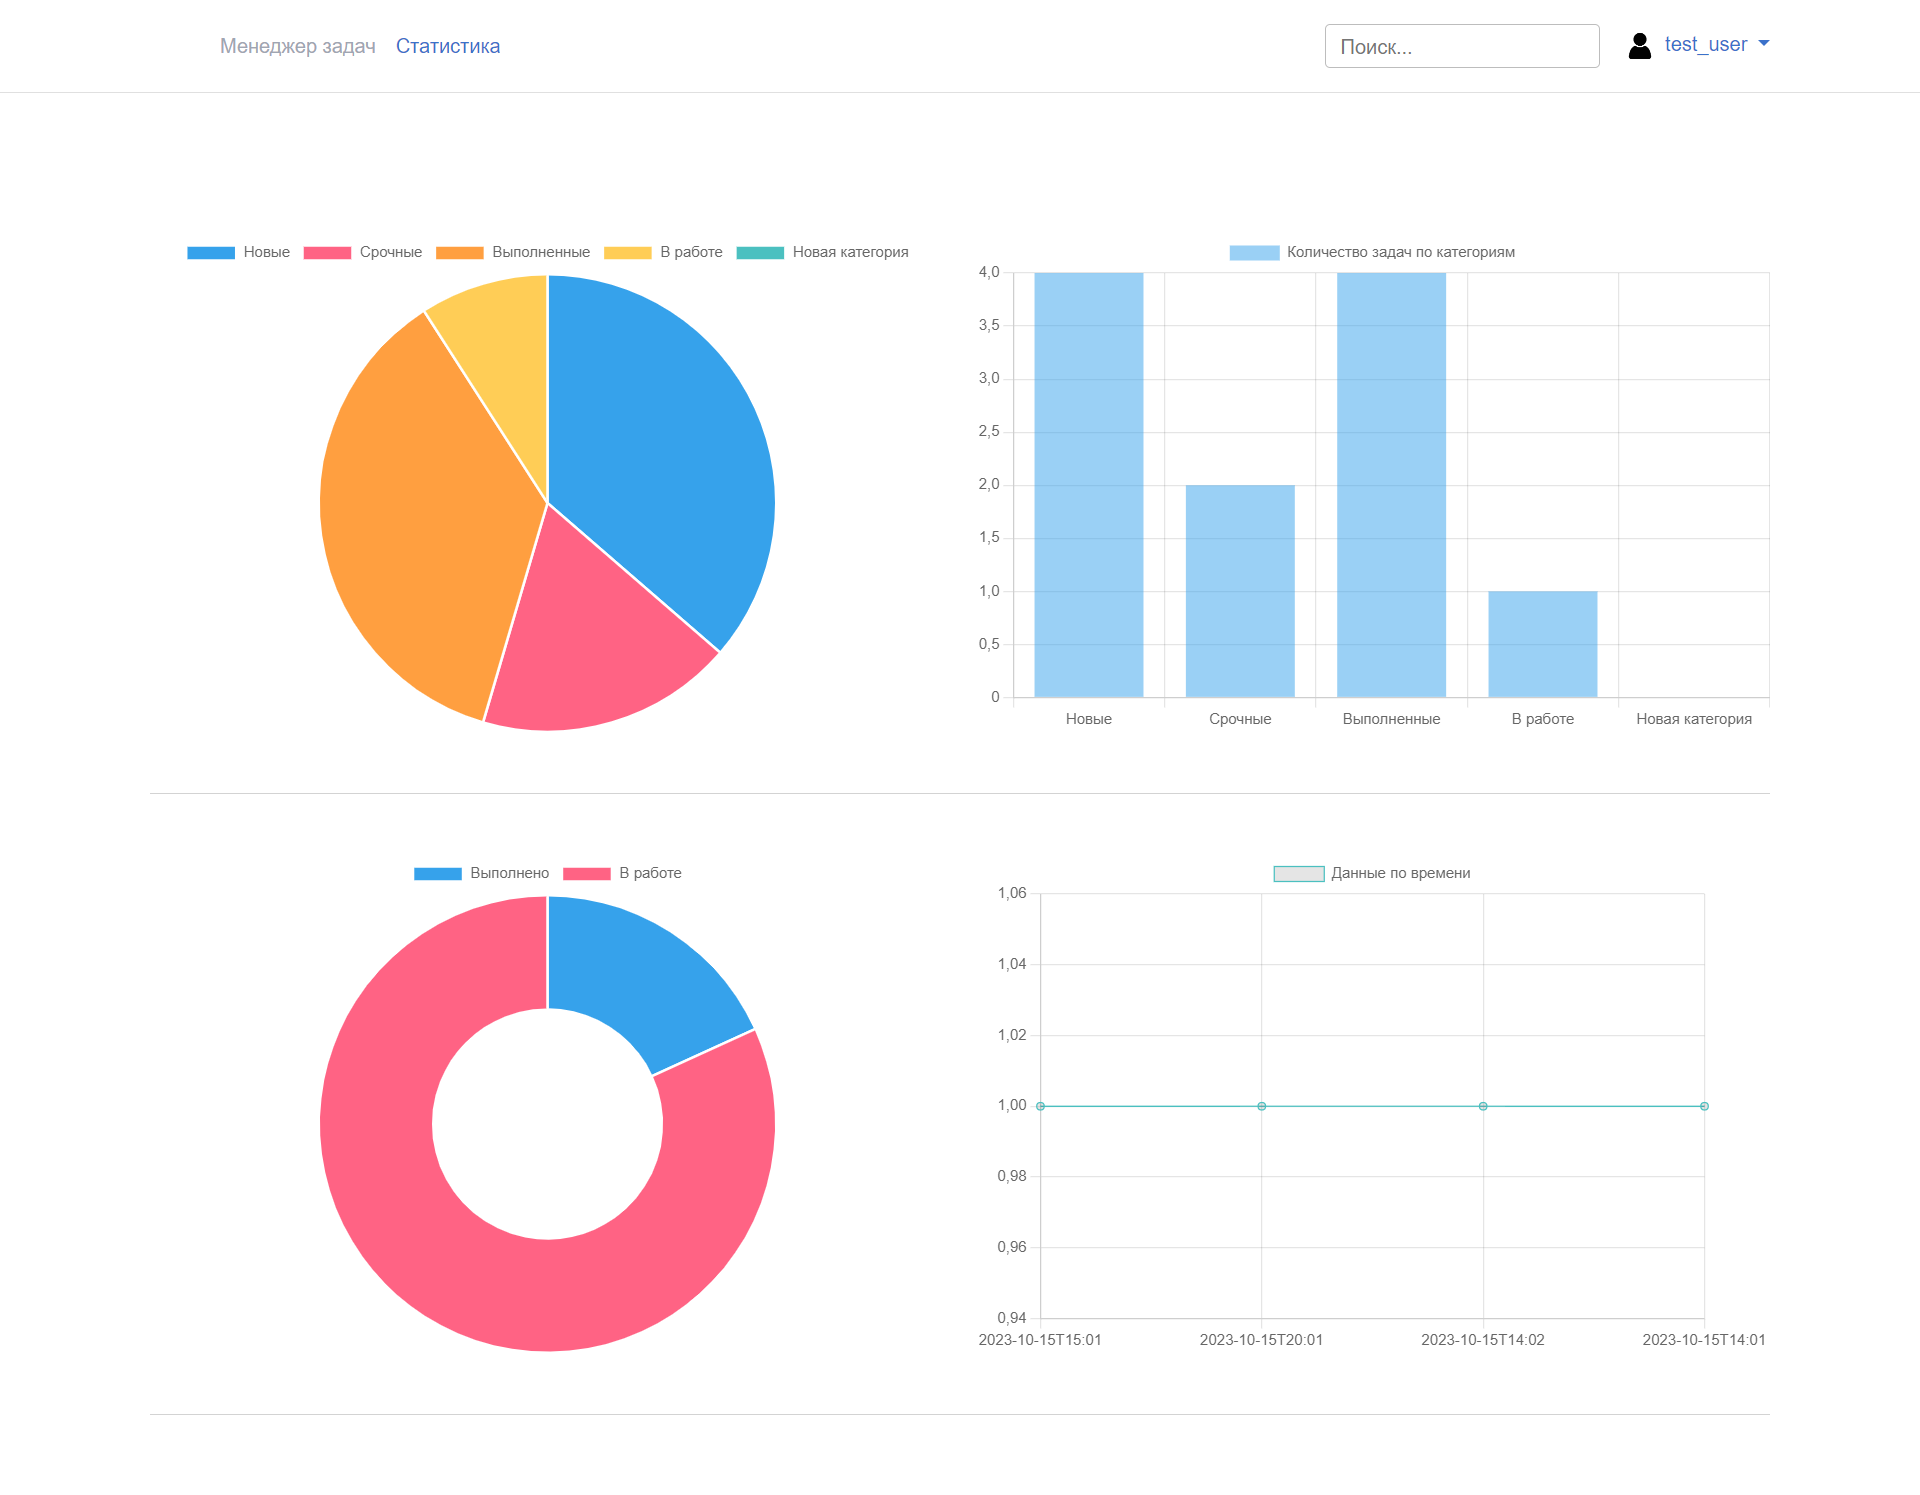 Менеджер задач Статистика Поиск... test_user
Новые Срочные Выполненные В работе Новая категория
Количество задач по категориям
4,0
3,5
3,0
2,5
2,0
1,5
1,0
0,5
0
Новые Срочные Выполненные В работе Новая категория
Выполнено В работе
Данные по времени
1,06
1,04
1,02
1,00
0,98
0,96
0,94
2023-10-15T15:01 2023-10-15T20:01 2023-10-15T14:02 2023-10-15T14:01